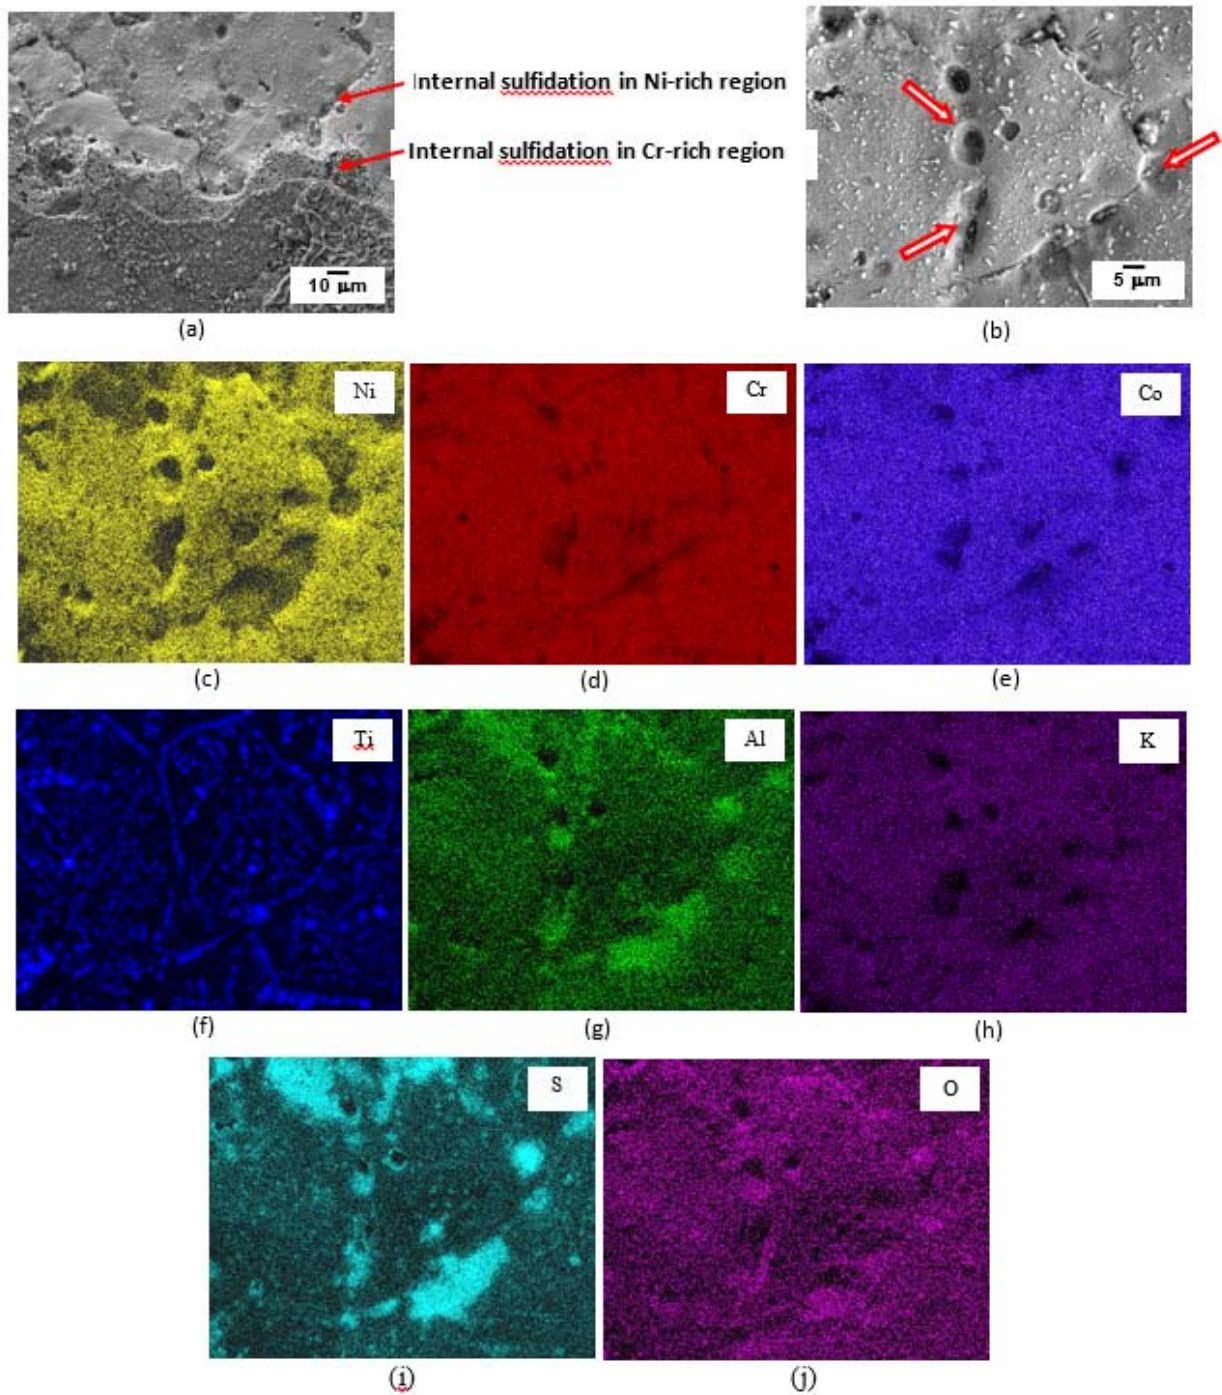 Internal sulfidation in Ni-rich region
Internal sulfidation in Cr-rich region
10 μm
5 μm
(a)
(b)
Ni
Cr
Co
(c)
(d)
(e)
Ti
Al
K
(f)
(g)
(h)
S
O
(i)
(j)